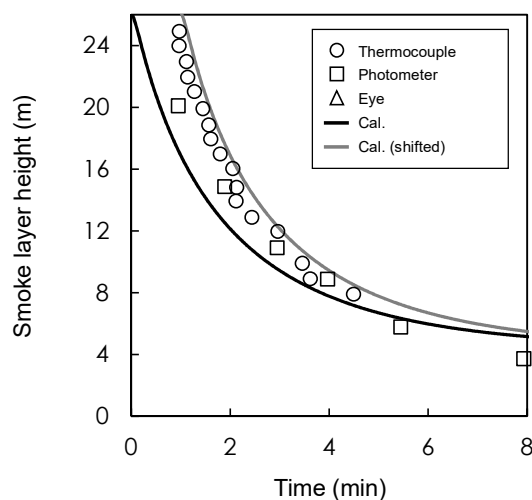 24
20
16
12
8
4
0
0 2 4 6 8
Smoke layer height (m)
Time (min)
Thermocouple
Photometer
Eye
Cal.
Cal. (shifted)